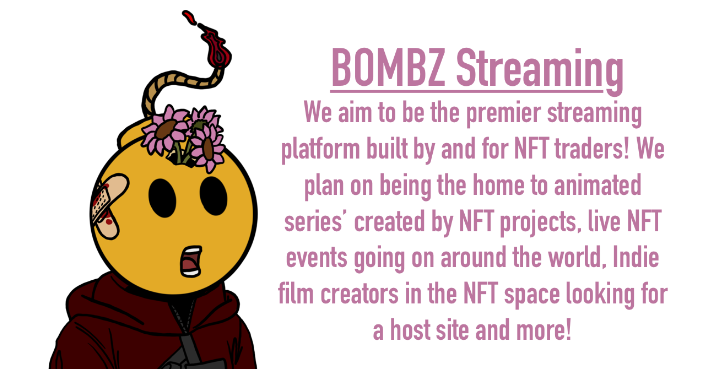 BOMBZ Streaming
We aim to be the premier streaming
platform built by and for NFT traders! We
plan on being the home to animated
series’ created by NFT projects, live NFT
events going on around the world, Indie
film creators in the NFT space looking for
a host site and more!